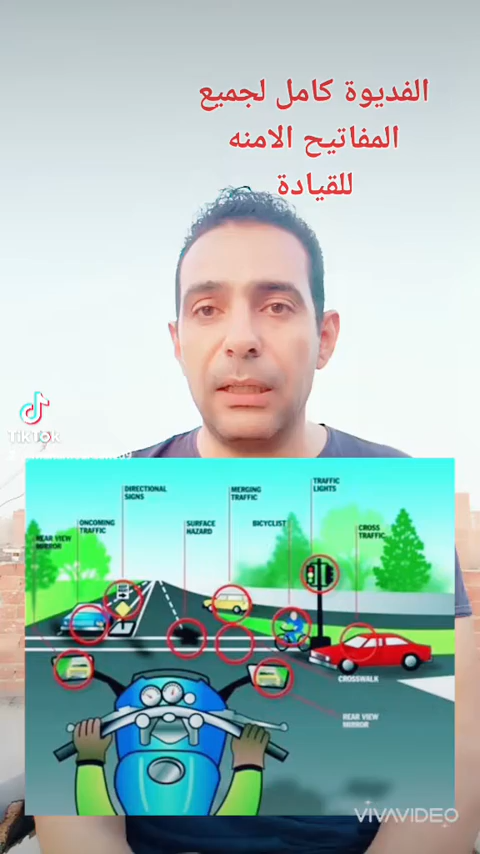 الفديوة كامل لجميع
المفاتيح الامنه
للقيادة
TikTok
DIRECTIONAL
SIGNS
MERGING
TRAFFIC
TRAFFIC
LIGHTS
ONCOMING
TRAFFIC
SURFACE
HAZARD
BICYCLIST
CROSS
TRAFFIC
REAR VIEW
MIRROR
CROSSWALK
REAR VIEW
MIRROR
VIVAVIDEO